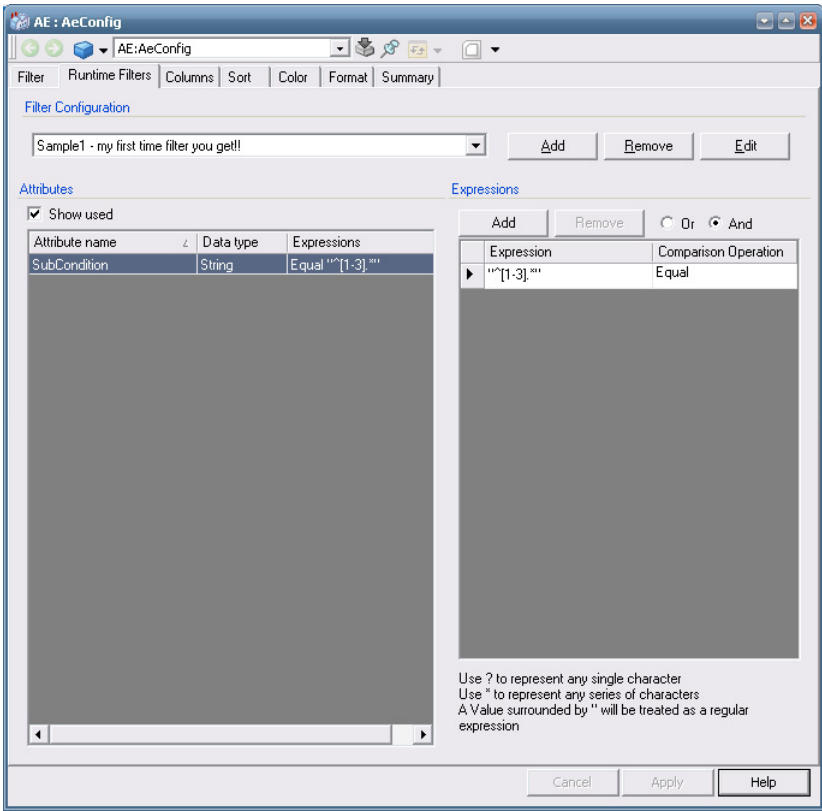 AE : AeConfig
AE:AeConfig
Filter Runtime Filters Columns Sort Color Format Summary
Filter Configuration
Sample1 - my first time filter you get!! Add Remove Edit
Attributes
Show used
Attribute name Data type Expressions
SubCondition String Equal "^[1-3].*"
Expressions
Add Remove Or And
Expression Comparison Operation
"^[1-3].*" Equal
Use ? to represent any single character
Use * to represent any series of characters
A Value surrounded by " will be treated as a regular
expression
Cancel Apply Help